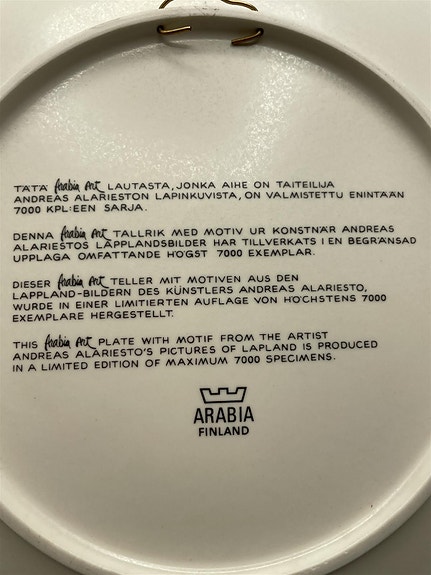 TÄTÄ Arabia Art LAUTASTA, JONKA AIHE ON TAITEILIJA
ANDREAS ALARIESTON LAPINKUVISTA, ON VALMISTETTU ENINTÄÄN
7000 KPL:EEN SARJA.
DENNA Arabia Art TALLRIK MED MOTIV UR KONSTNÄR ANDREAS
ALARIESTOS LAPPLANDSBILDER HAR TILLVERKATS I EN BEGRÄNSAD
UPPLAGA OMFATTANDE HÖGST 7000 EXEMPLAR.
DIESER Arabia Art TELLER MIT MOTIVEN AUS DEN
LAPPLAND-BILDERN DES KÜNSTLERS ANDREAS ALARIESTO,
WURDE IN EINER LIMITIERTEN AUFLAGE VON HÖCHSTENS 7000
EXEMPLARE HERGESTELLT.
THIS Arabia Art PLATE WITH MOTIF FROM THE ARTIST
ANDREAS ALARIESTO'S PICTURES OF LAPLAND IS PRODUCED
IN A LIMITED EDITION OF MAXIMUM 7000 SPECIMENS.
ARABIA
FINLAND